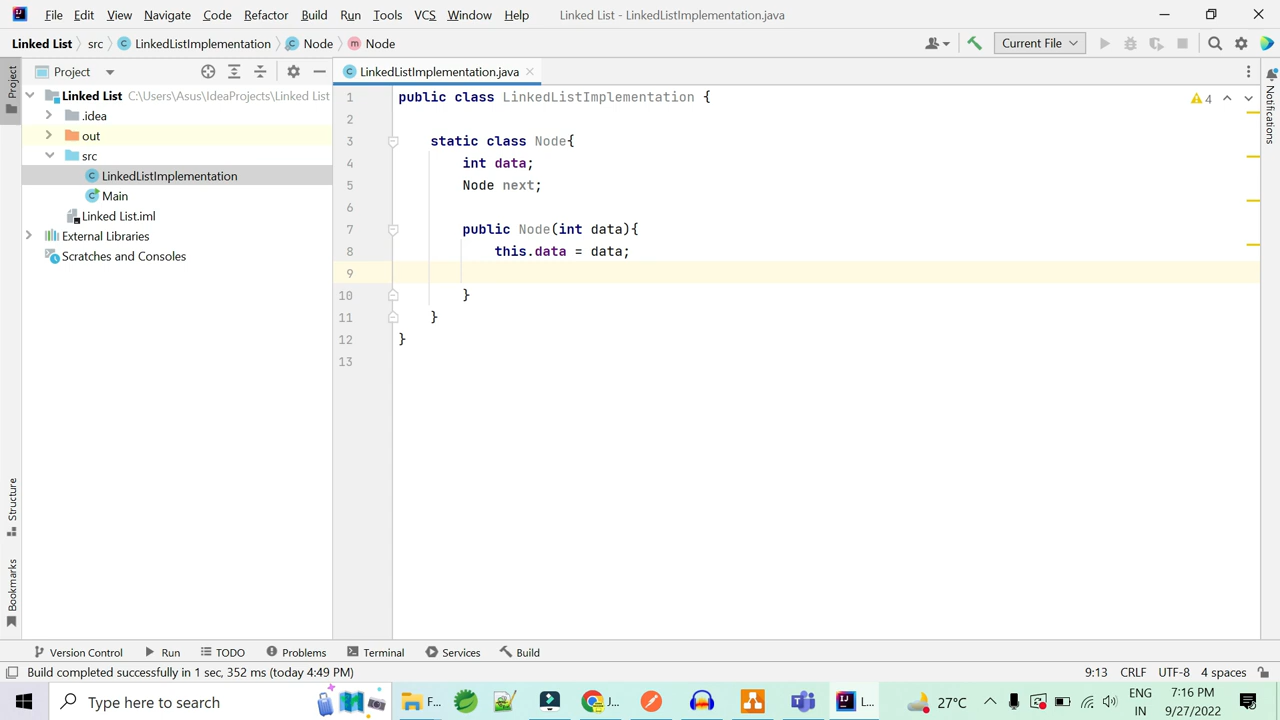 File Edit View Navigate Code Refactor Build Run Tools VCS Window Help Linked List - LinkedListImplementation.java
Linked List src LinkedListImplementation Node Node Current File
Project LinkedListImplementation.java
Project
Linked List C:\Users\Asus\IdeaProjects\Linked List
.idea
out
src
LinkedListImplementation
Main
Linked List.iml
External Libraries
Scratches and Consoles
Structure
Bookmarks
1 public class LinkedListImplementation {
2
3 static class Node{
4 int data;
5 Node next;
6
7 public Node(int data){
8 this.data = data;
9
10 }
11 }
12 }
13
4
Notifications
Version Control Run TODO Problems Terminal Services Build
Build completed successfully in 1 sec, 352 ms (today 4:49 PM) 9:13 CRLF UTF-8 4 spaces
Type here to search F... J... L... 27°C ENG 7:16 PM
IN 9/27/2022